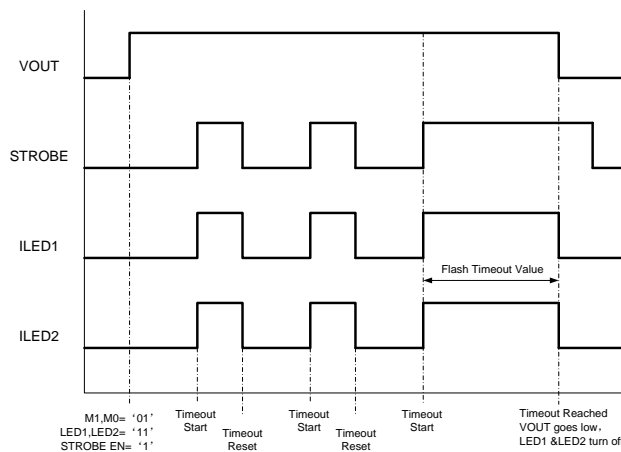 VOUT
STROBE
ILED1
Flash Timeout Value
ILED2
M1,M0= ‘01’
LED1,LED2= ‘11’
STROBE EN= ‘1’
Timeout
Start
Timeout
Reset
Timeout
Start
Timeout
Reset
Timeout
Start
Timeout Reached
VOUT goes low,
LED1 &LED2 turn of